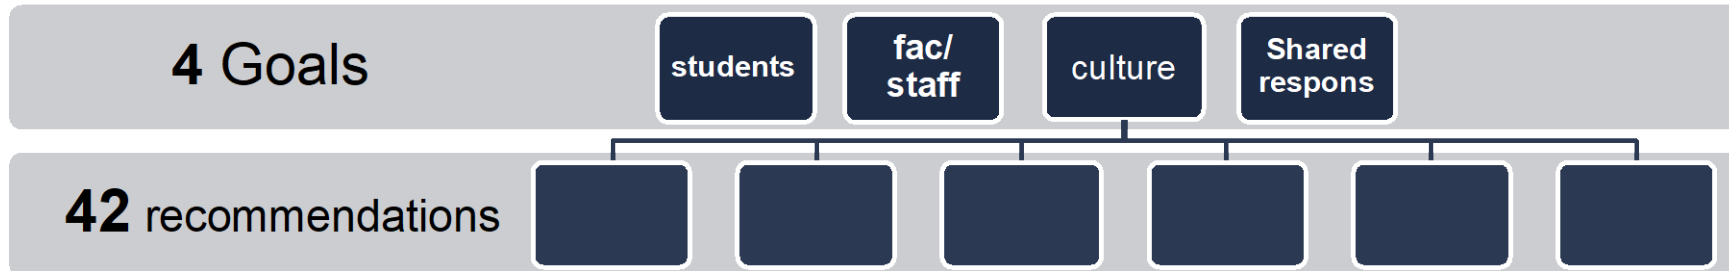 4 Goals
students
fac/
staff
culture
Shared
respons
42 recommendations